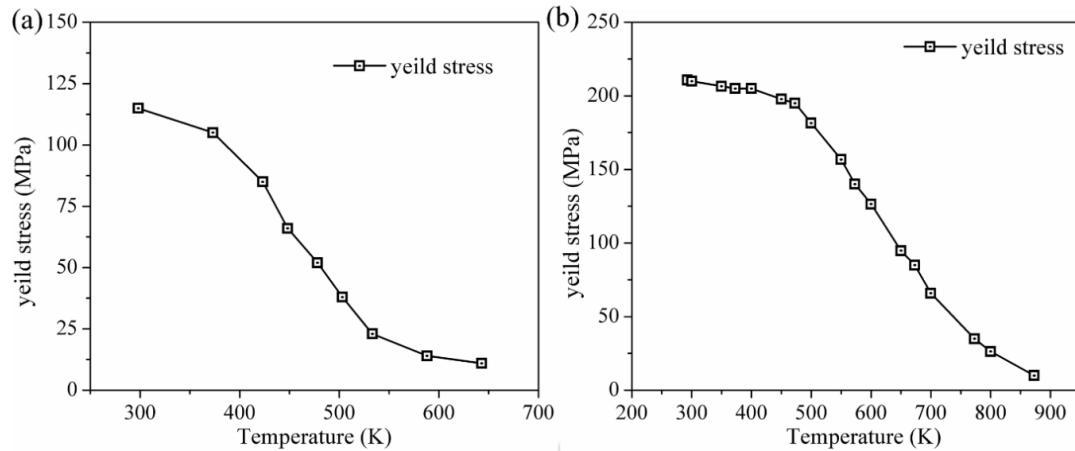 (a)
150
125
100
75
50
25
0
yeild stress (MPa)
yeild stress
300 400 500 600 700
Temperature (K)
(b)
250
200
150
100
50
0
yeild stress (MPa)
yeild stress
200 300 400 500 600 700 800 900
Temperature (K)